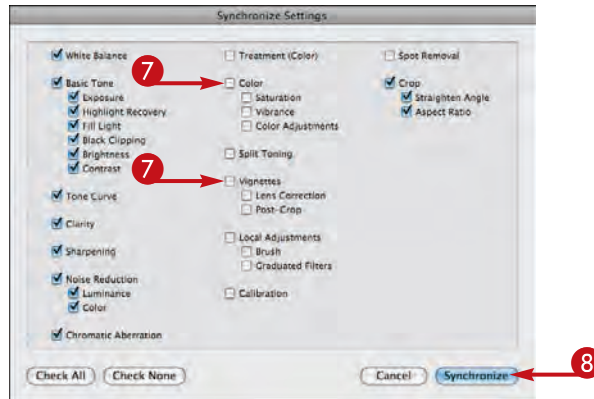 Synchronize Settings
White Balance
Basic Tone
Exposure
Highlight Recovery
Fill Light
Black Clipping
Brightness
Contrast
Tone Curve
Clarity
Sharpening
Noise Reduction
Luminance
Color
Chromatic Aberration
7
7
Treatment (Color)
Color
Saturation
Vibrance
Color Adjustments
Split Toning
Vignettes
Lens Correction
Post-Crop
Local Adjustments
Brush
Graduated Filters
Calibration
Spot Removal
Crop
Straighten Angle
Aspect Ratio
Check All
Check None
Cancel
Synchronize
8